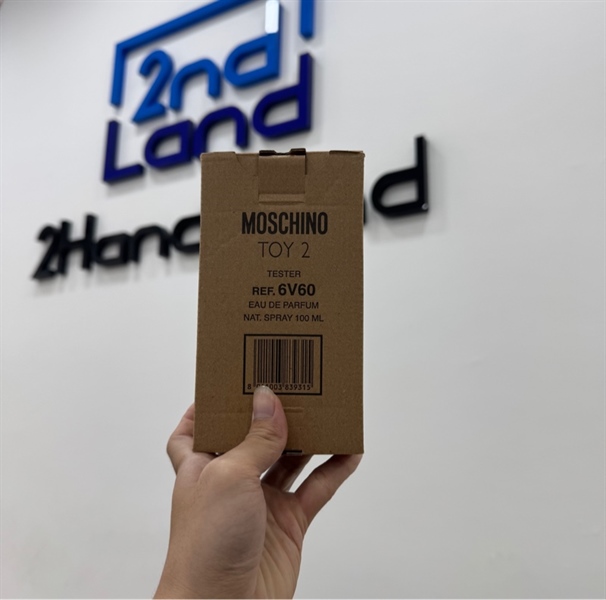 2nd
Land
MOSCHINO
TOY 2
TESTER
REF. 6V60
EAU DE PARFUM
NAT. SPRAY 100 ML